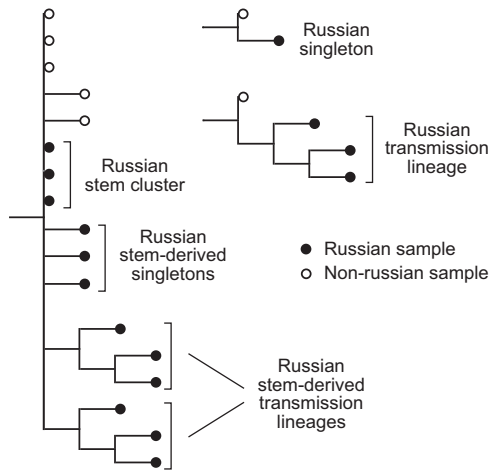 Russian
singleton
Russian
transmission
lineage
Russian
stem cluster
Russian
stem-derived
singletons
Russian sample
Non-russian sample
Russian
stem-derived
transmission
lineages